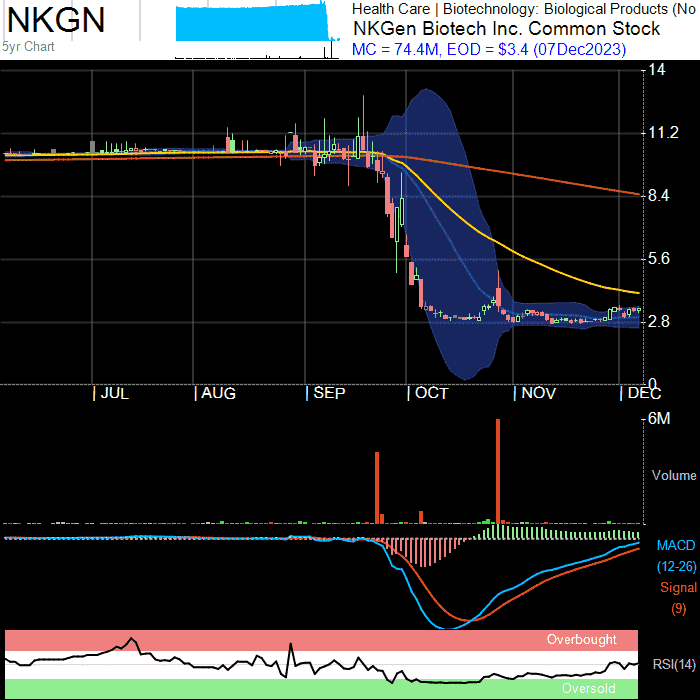 NKGN
5yr Chart
Health Care | Biotechnology: Biological Products (No
NKGen Biotech Inc. Common Stock
MC = 74.4M, EOD = $3.4 (07Dec2023)
14
11.2
8.4
5.6
2.8
0
| JUL | AUG | SEP | OCT | NOV | DEC
6M
Volume
MACD
(12-26)
Signal
(9)
Overbought
RSI(14)
Oversold